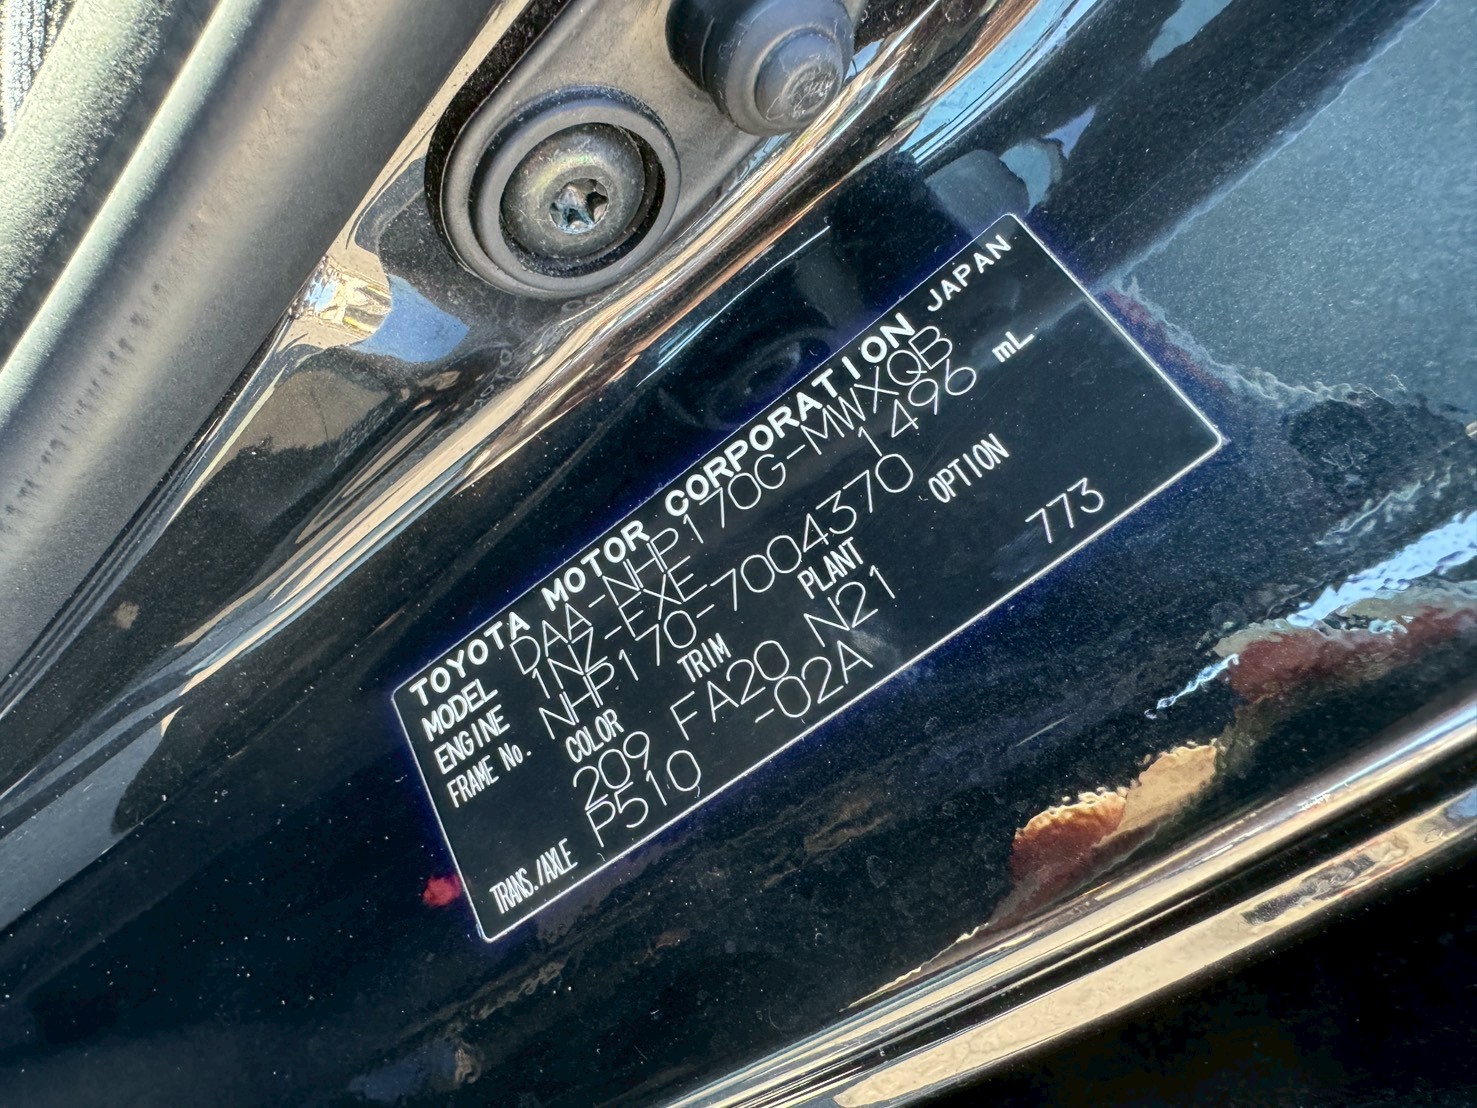 TOYOTA MOTOR CORPORATION JAPAN
MODEL DAA-NHP170G-MWXQB
ENGINE 1NZ-EXE 1496 mL
FRAME No. NHP170-7004370
COLOR TRIM PLANT OPTION
209 FA20 N21 773
TRANS./AXLE P510 -02A